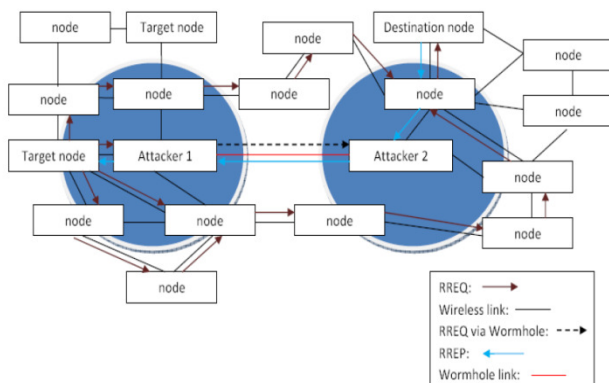 node
Target node
Destination node
node
node
node
node
node
node
node
Target node
Attacker 1
Attacker 2
node
node
node
node
node
node
RREQ:
Wireless link:
RREQ via Wormhole:
RREP:
Wormhole link: